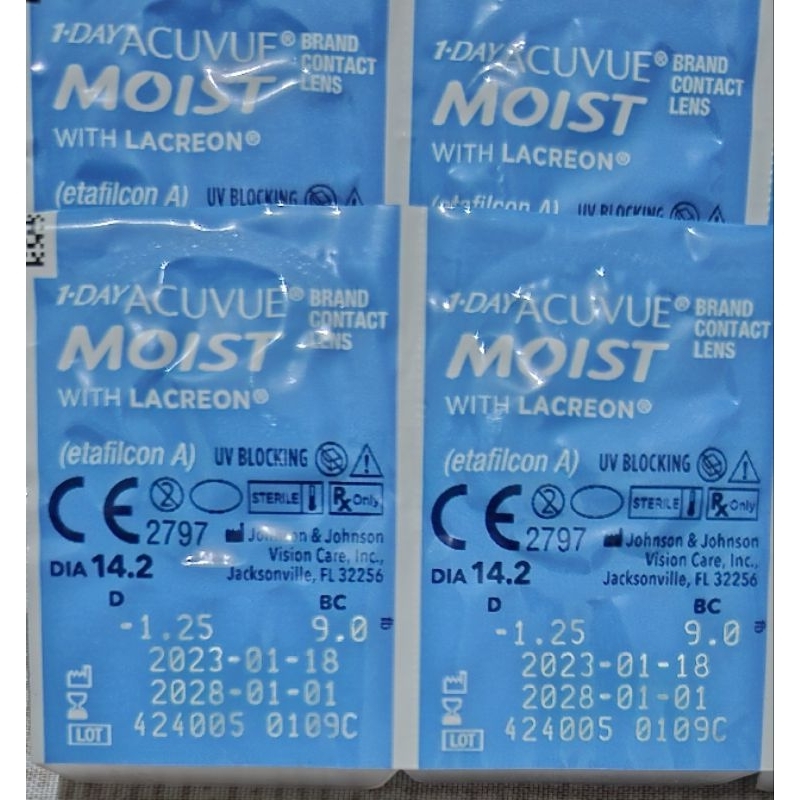 1·DAY ACUVUE® BRAND
CONTACT
LENS
MOIST
WITH LACREON®
(etafilcon A) UV BLOCKING
1·DAY ACUVUE® BRAND
CONTACT
LENS
MOIST
WITH LACREON®
(etafilcon A) UV BLOCKING
1·DAY ACUVUE® BRAND
CONTACT
LENS
MOIST
WITH LACREON®
(etafilcon A) UV BLOCKING
CE 2797 STERILE Rx Only
Johnson & Johnson
Vision Care, Inc.,
Jacksonville, FL 32256
DIA 14.2
D BC
-1.25 9.0
2023-01-18
2028-01-01
LOT 424005 0109C
1·DAY ACUVUE® BRAND
CONTACT
LENS
MOIST
WITH LACREON®
(etafilcon A) UV BLOCKING
CE 2797 STERILE Rx Only
Johnson & Johnson
Vision Care, Inc.,
Jacksonville, FL 32256
DIA 14.2
D BC
-1.25 9.0
2023-01-18
2028-01-01
LOT 424005 0109C